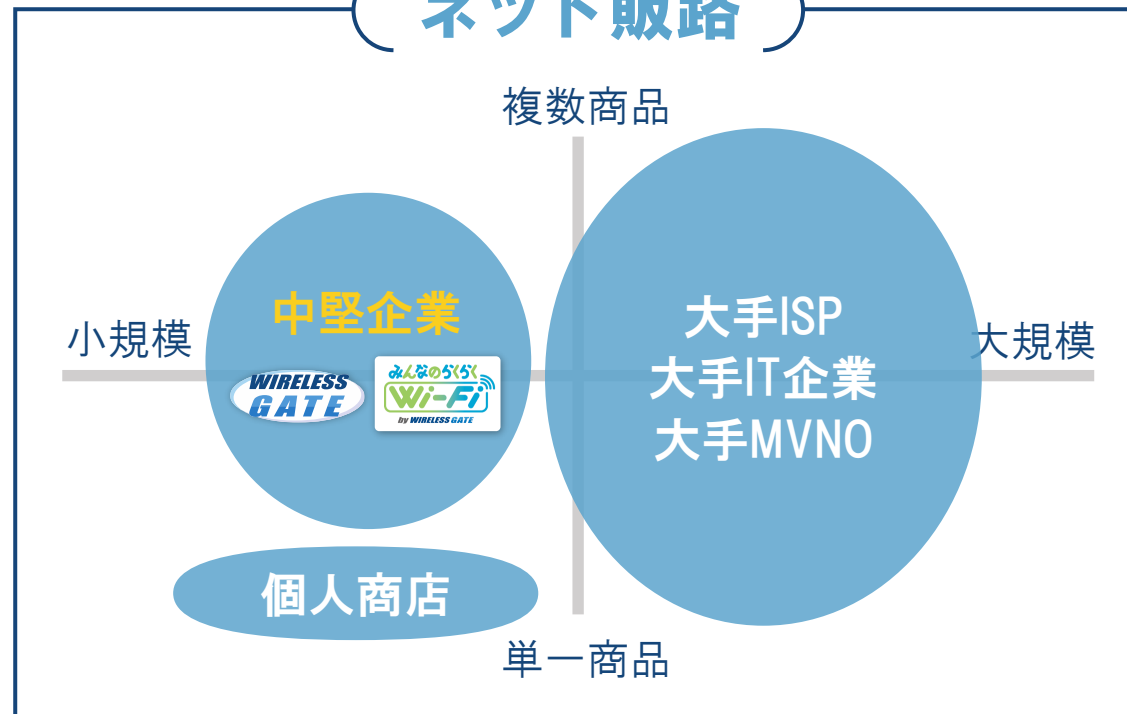 ネット販路
複数商品
中堅企業
小規模
WIRELESS
GATE
みんなのらくらく
Wi-Fi
by WIRELESS GATE
大手ISP
大手IT企業
大手MVNO
大規模
個人商店
単一商品